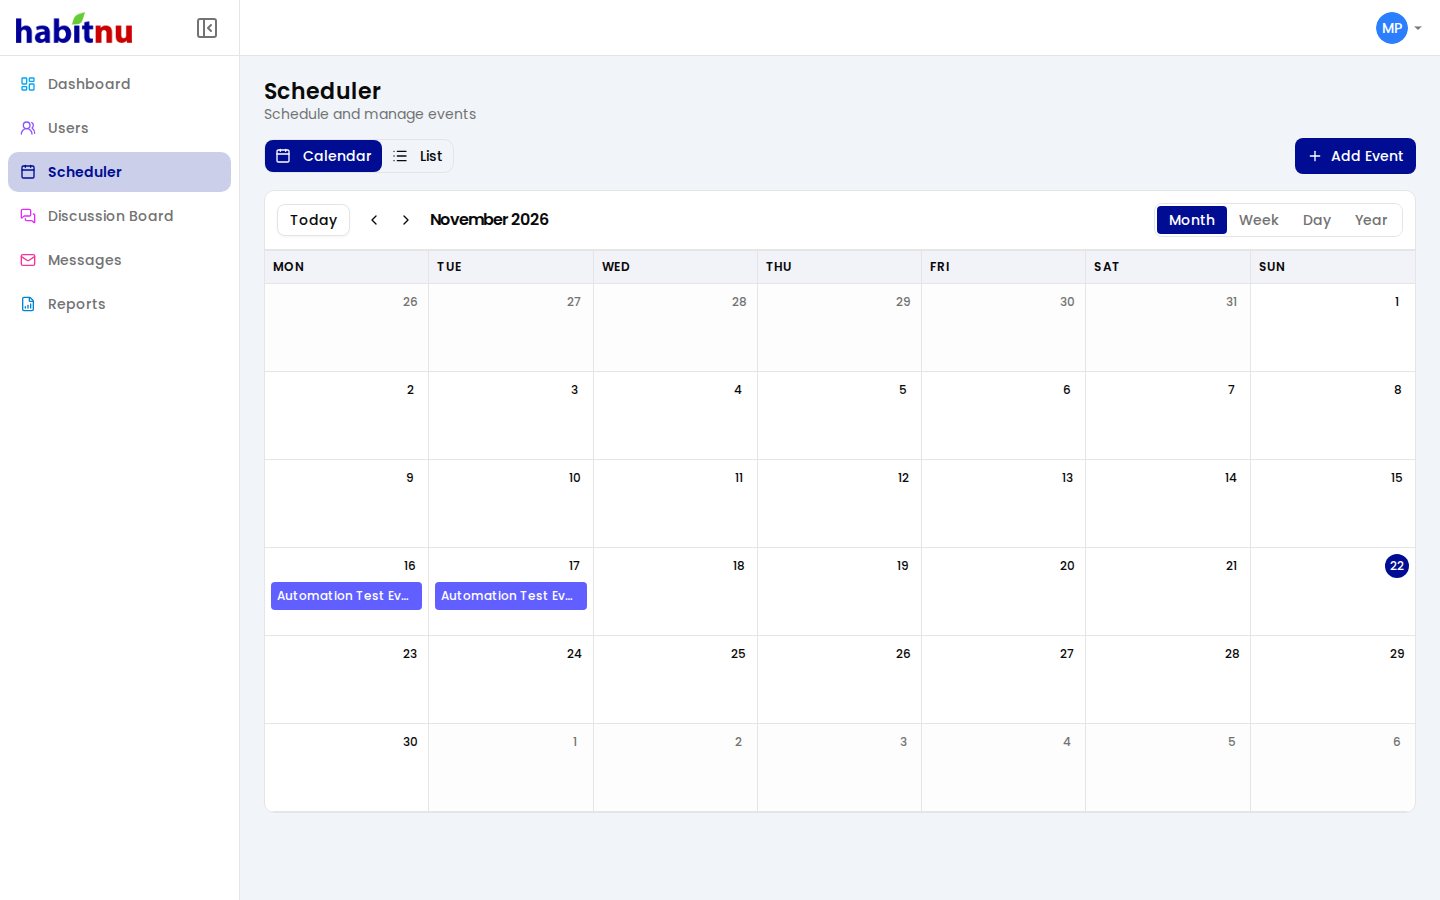 habitnu
MP
Dashboard
Users
Scheduler
Discussion Board
Messages
Reports
Scheduler
Schedule and manage events
Calendar
List
Add Event
Today
November 2026
Month
Week
Day
Year
MON TUE WED THU FRI SAT SUN
26 27 28 29 30 31 1
2 3 4 5 6 7 8
9 10 11 12 13 14 15
16 17 18 19 20 21 22
Automation Test Ev... Automation Test Ev...
23 24 25 26 27 28 29
30 1 2 3 4 5 6